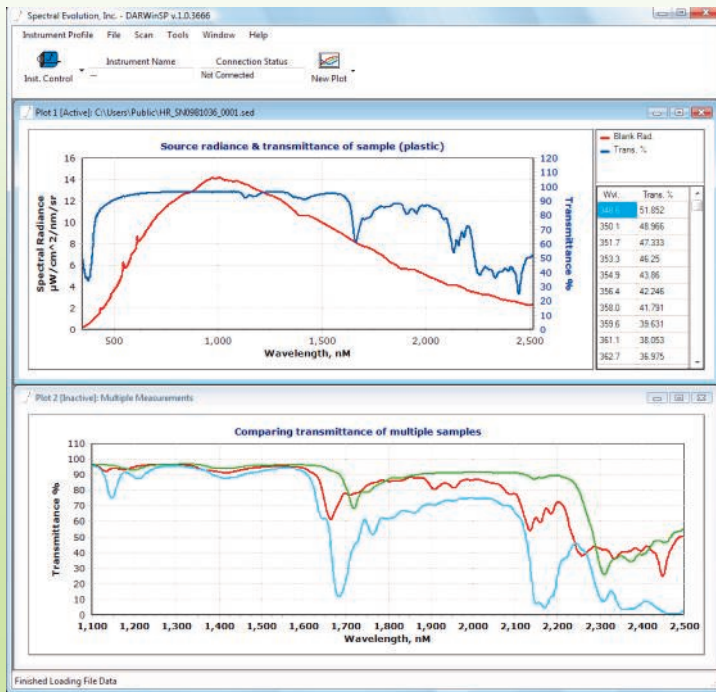 Spectral Evolution, Inc. - DARWinSP v.1.0.3666
Instrument Profile File Scan Tools Window Help
Instrument Name Connection Status
Inst. Control -- Not Connected New Plot
Plot 1 [Active]: C:\Users\Public\HR_SN0981036_0001.sed
Source radiance & transmittance of sample (plastic)
Spectral Radiance
µW/cm^2/nm/sr
16
14
12
10
8
6
4
2
0
500 1,000 1,500 2,000 2,500
Wavelength, nM
120
110
100
90
80
70
60
50
40
30
20
10
0
Transmittance %
Blank Rad.
Trans. %
Wvl. Trans. %
51.852
350.1 48.966
351.7 47.333
353.3 46.25
354.9 43.86
356.4 42.246
358.0 41.791
359.6 39.631
361.1 38.053
362.7 36.975
Plot 2 [Inactive]: Multiple Measurements
Comparing transmittance of multiple samples
Transmittance %
110
100
90
80
70
60
50
40
30
20
10
0
1,100 1,200 1,300 1,400 1,500 1,600 1,700 1,800 1,900 2,000 2,100 2,200 2,300 2,400 2,500
Wavelength, nM
Finished Loading File Data